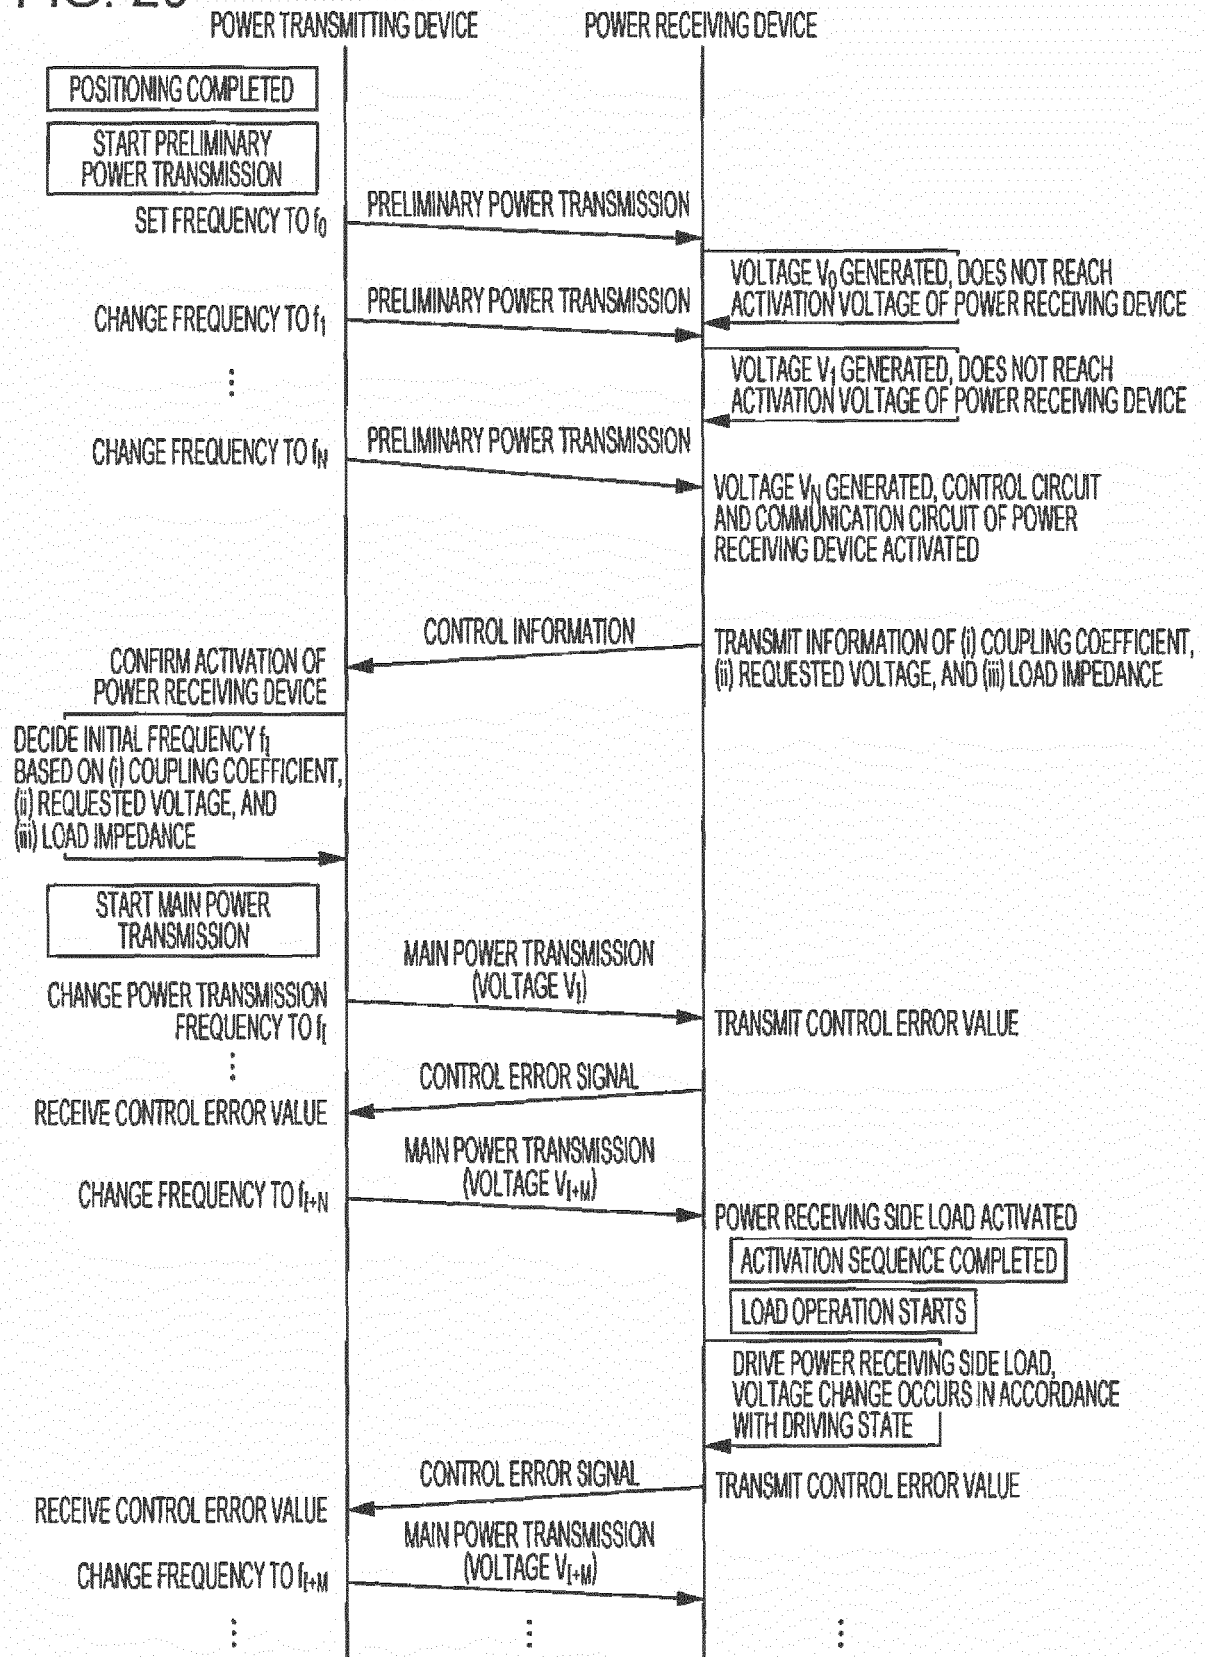 POWER TRANSMITTING DEVICE
POWER RECEIVING DEVICE
POSITIONING COMPLETED
START PRELIMINARY
POWER TRANSMISSION
SET FREQUENCY TO f0
PRELIMINARY POWER TRANSMISSION
VOLTAGE V0 GENERATED, DOES NOT REACH
ACTIVATION VOLTAGE OF POWER RECEIVING DEVICE
CHANGE FREQUENCY TO f1
PRELIMINARY POWER TRANSMISSION
VOLTAGE V1 GENERATED, DOES NOT REACH
ACTIVATION VOLTAGE OF POWER RECEIVING DEVICE
CHANGE FREQUENCY TO fN
PRELIMINARY POWER TRANSMISSION
VOLTAGE VN GENERATED, CONTROL CIRCUIT
AND COMMUNICATION CIRCUIT OF POWER
RECEIVING DEVICE ACTIVATED
CONTROL INFORMATION
TRANSMIT INFORMATION OF (i) COUPLING COEFFICIENT,
(ii) REQUESTED VOLTAGE, AND (iii) LOAD IMPEDANCE
CONFIRM ACTIVATION OF
POWER RECEIVING DEVICE
DECIDE INITIAL FREQUENCY fI
BASED ON (i) COUPLING COEFFICIENT,
(ii) REQUESTED VOLTAGE, AND
(iii) LOAD IMPEDANCE
START MAIN POWER
TRANSMISSION
MAIN POWER TRANSMISSION
(VOLTAGE VI)
CHANGE POWER TRANSMISSION
FREQUENCY TO fI
TRANSMIT CONTROL ERROR VALUE
CONTROL ERROR SIGNAL
RECEIVE CONTROL ERROR VALUE
MAIN POWER TRANSMISSION
(VOLTAGE VI+M)
CHANGE FREQUENCY TO fI+N
POWER RECEIVING SIDE LOAD ACTIVATED
ACTIVATION SEQUENCE COMPLETED
LOAD OPERATION STARTS
DRIVE POWER RECEIVING SIDE LOAD,
VOLTAGE CHANGE OCCURS IN ACCORDANCE
WITH DRIVING STATE
CONTROL ERROR SIGNAL
TRANSMIT CONTROL ERROR VALUE
RECEIVE CONTROL ERROR VALUE
MAIN POWER TRANSMISSION
(VOLTAGE VI+M)
CHANGE FREQUENCY TO fI+M